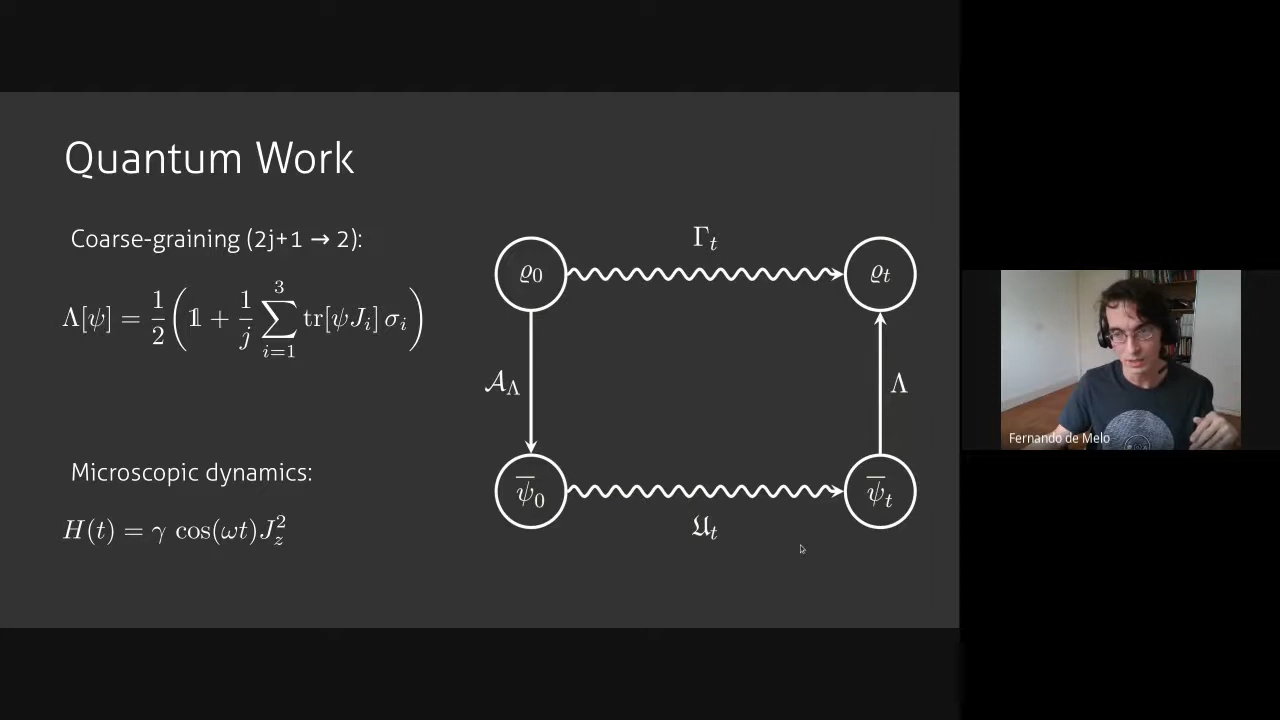 Quantum Work
Coarse-graining (2j+1 → 2):
Λ[ψ] = 1/2 (𝟙 + 1/j ∑_{i=1}^{3} tr[ψJ_i] σ_i)
Microscopic dynamics:
H(t) = γ cos(ωt)J_z^2
Γ_t
ϱ_0
ϱ_t
𝒜_Λ
Λ
ψ̅_0
ψ̅_t
𝔘_t
Fernando de Melo